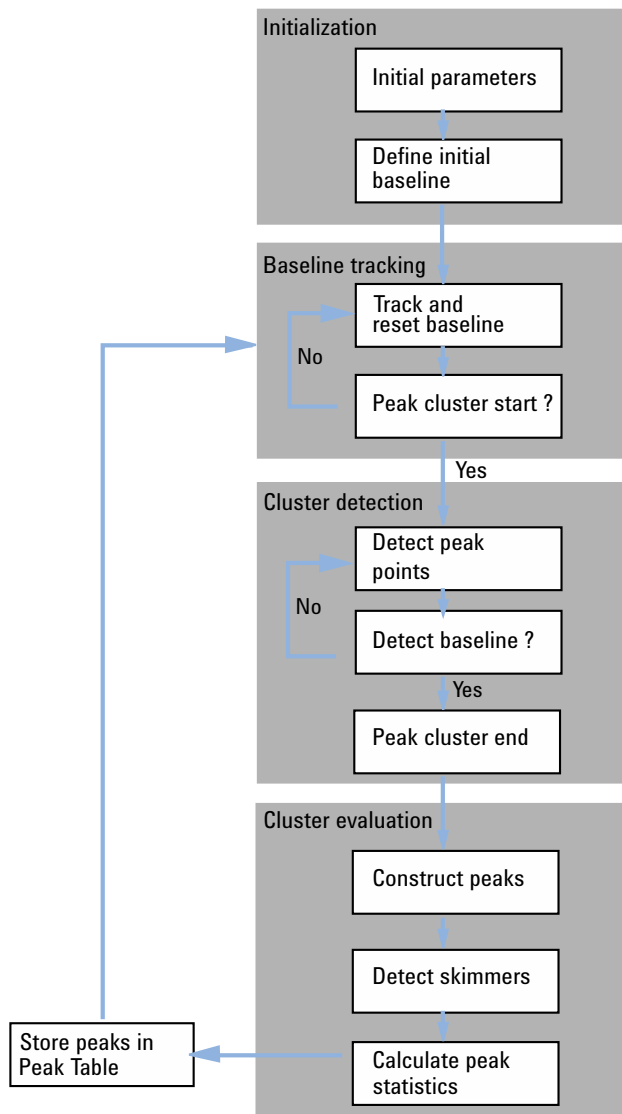 Initialization
Initial parameters
Define initial
baseline
Baseline tracking
Track and
reset baseline
No
Peak cluster start ?
Yes
Cluster detection
Detect peak
points
No
Detect baseline ?
Yes
Peak cluster end
Cluster evaluation
Construct peaks
Detect skimmers
Calculate peak
statistics
Store peaks in
Peak Table